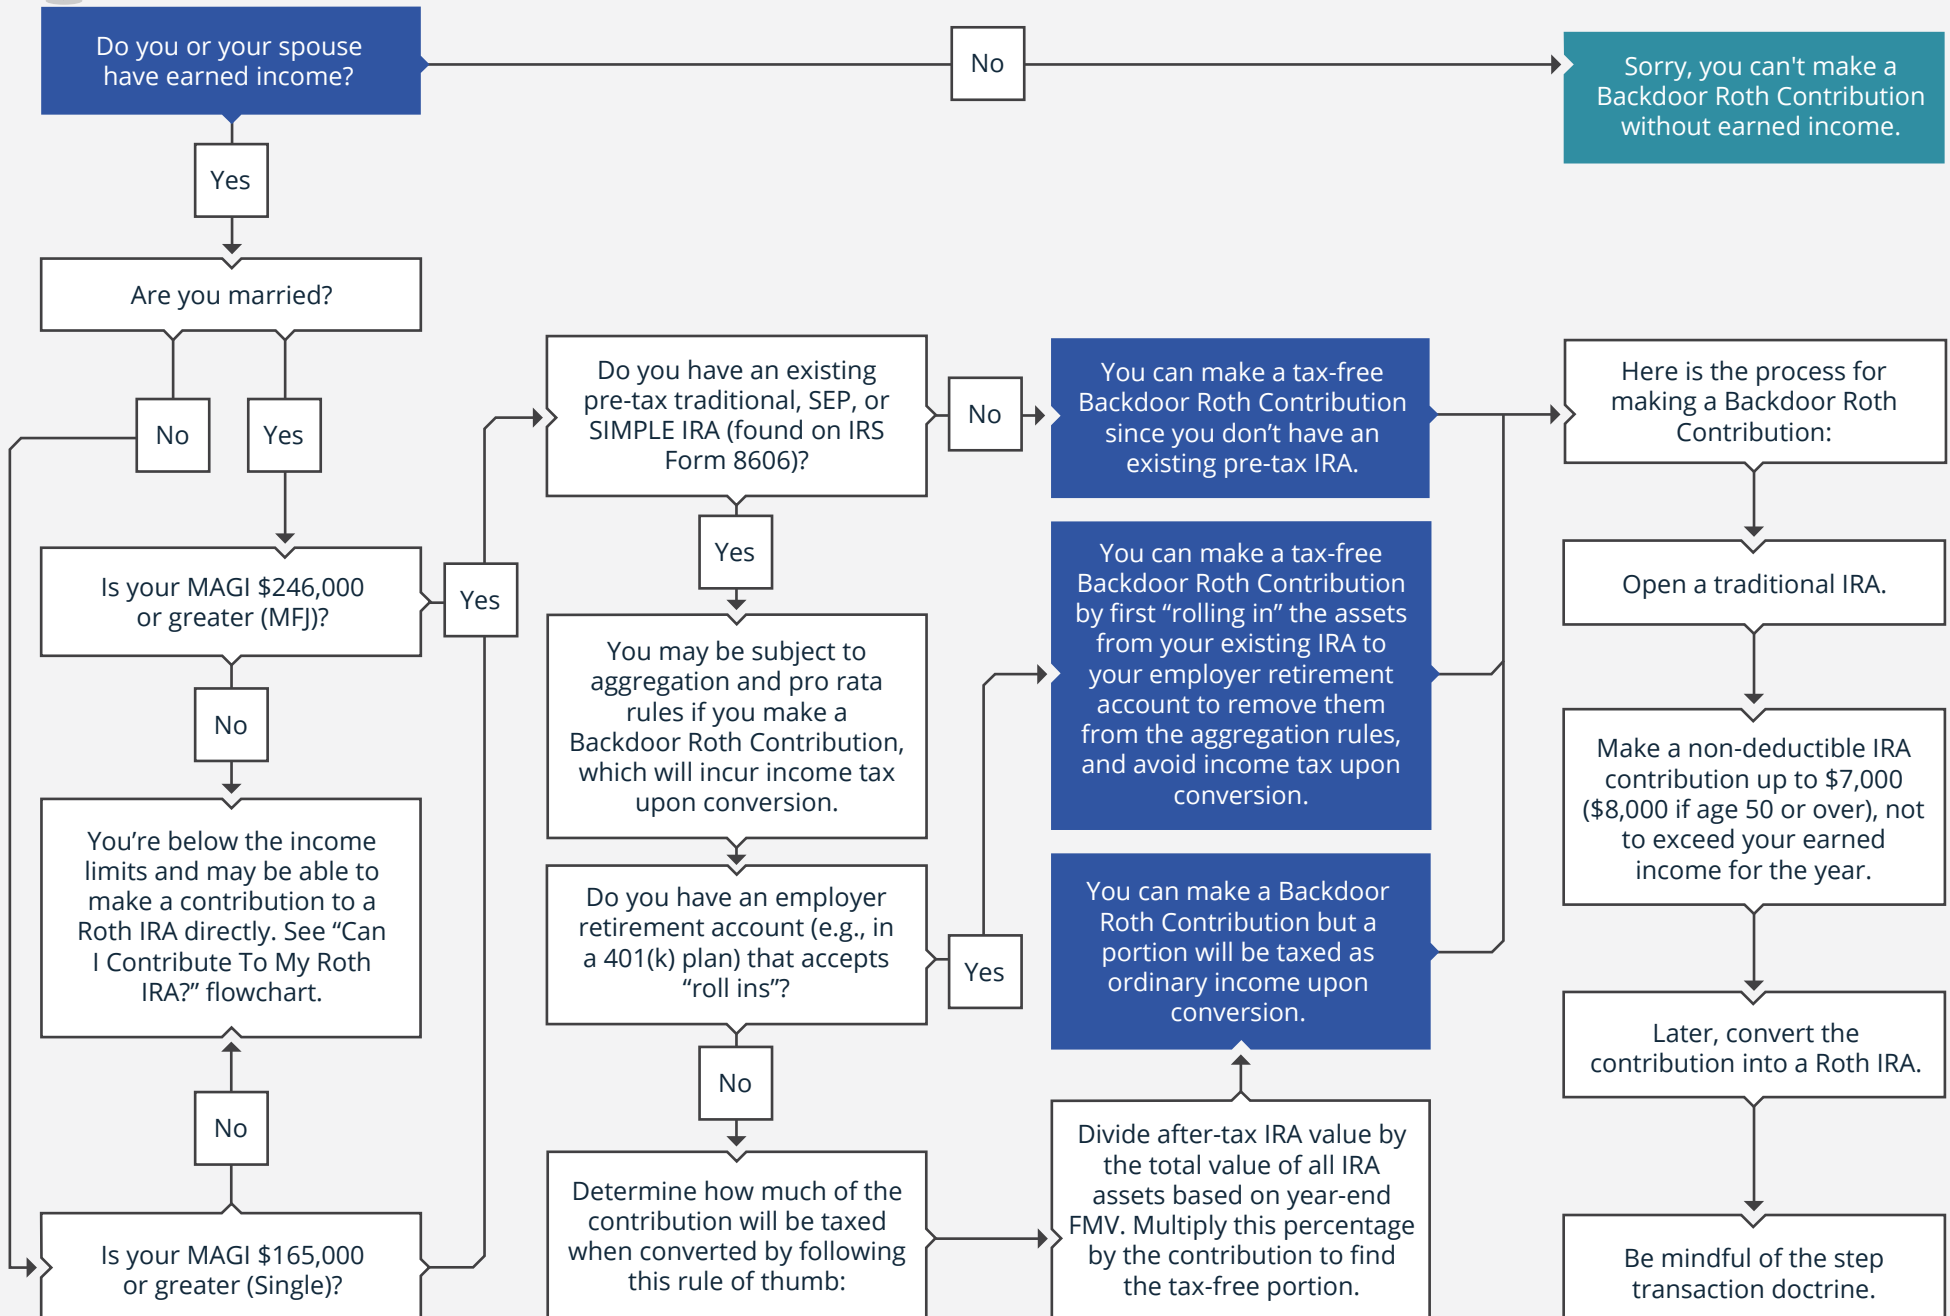 Do you or your spouse
have earned income?
No
Sorry, you can't make a
Backdoor Roth Contribution
without earned income.
Yes
Are you married?
No
Yes
Is your MAGI $246,000
or greater (MFJ)?
Yes
No
You’re below the income
limits and may be able to
make a contribution to a
Roth IRA directly. See “Can
I Contribute To My Roth
IRA?” flowchart.
No
Is your MAGI $165,000
or greater (Single)?
Do you have an existing
pre-tax traditional, SEP, or
SIMPLE IRA (found on IRS
Form 8606)?
No
Yes
You may be subject to
aggregation and pro rata
rules if you make a
Backdoor Roth Contribution,
which will incur income tax
upon conversion.
Do you have an employer
retirement account (e.g., in
a 401(k) plan) that accepts
“roll ins”?
Yes
No
Determine how much of the
contribution will be taxed
when converted by following
this rule of thumb:
You can make a tax-free
Backdoor Roth Contribution
since you don’t have an
existing pre-tax IRA.
You can make a tax-free
Backdoor Roth Contribution
by first “rolling in” the assets
from your existing IRA to
your employer retirement
account to remove them
from the aggregation rules,
and avoid income tax upon
conversion.
You can make a Backdoor
Roth Contribution but a
portion will be taxed as
ordinary income upon
conversion.
Divide after-tax IRA value by
the total value of all IRA
assets based on year-end
FMV. Multiply this percentage
by the contribution to find
the tax-free portion.
Here is the process for
making a Backdoor Roth
Contribution:
Open a traditional IRA.
Make a non-deductible IRA
contribution up to $7,000
($8,000 if age 50 or over), not
to exceed your earned
income for the year.
Later, convert the
contribution into a Roth IRA.
Be mindful of the step
transaction doctrine.